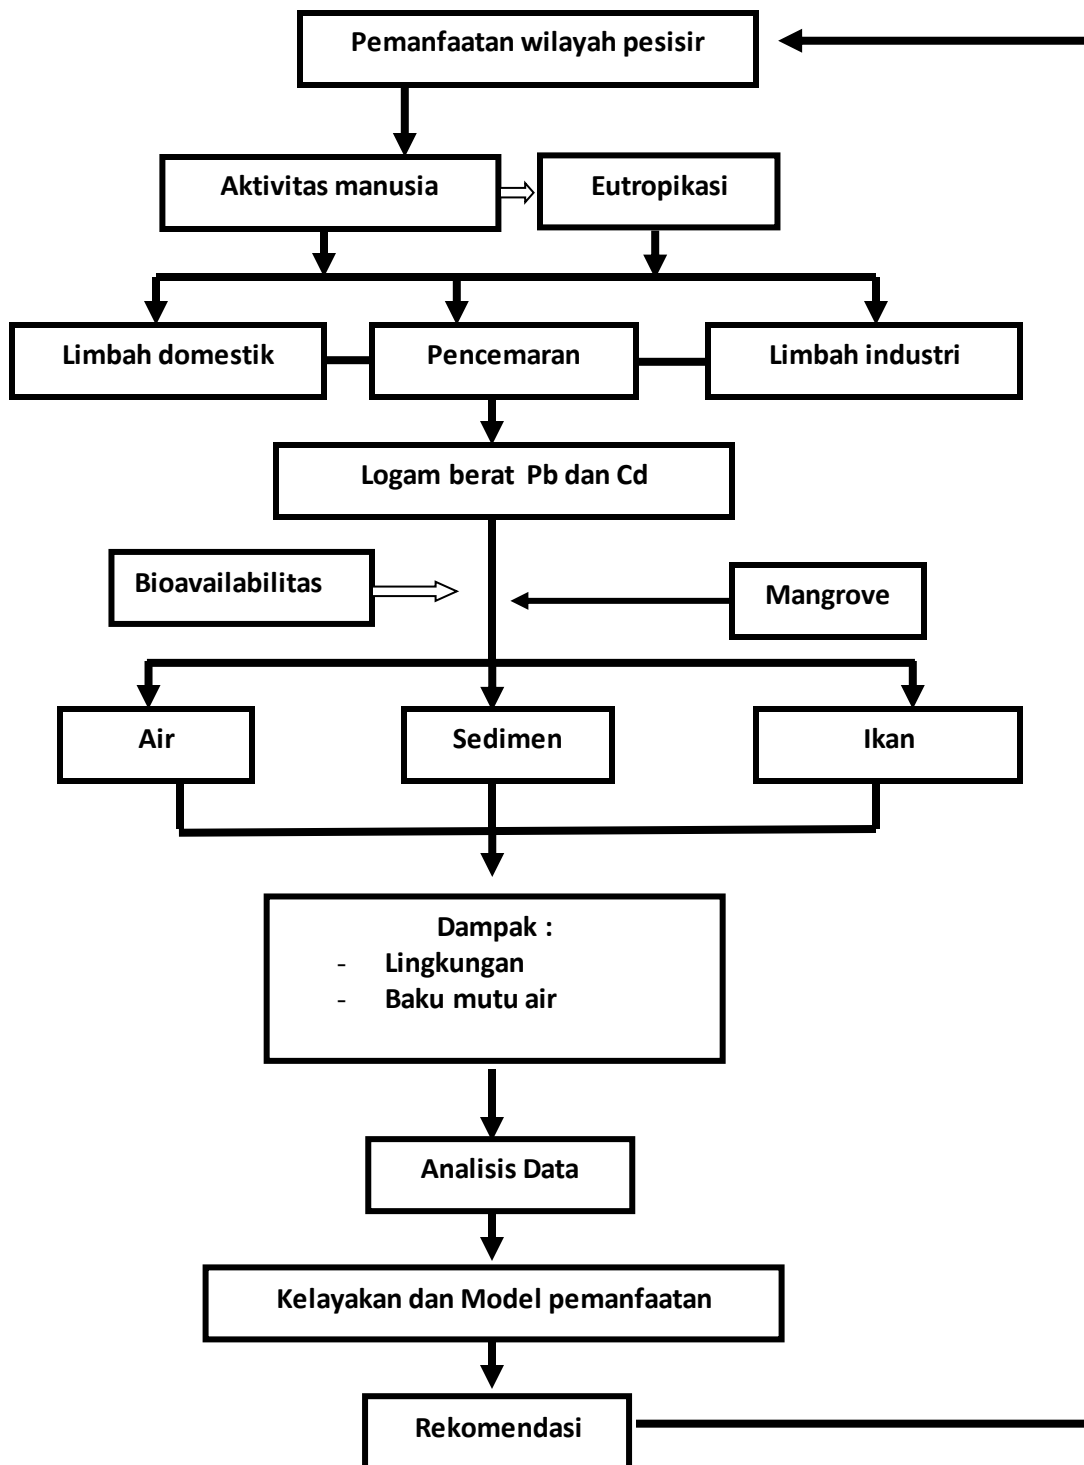 Pemanfaatan wilayah pesisir
Aktivitas manusia
Eutropikasi
Limbah domestik
Pencemaran
Limbah industri
Logam berat Pb dan Cd
Bioavailabilitas
Mangrove
Air
Sedimen
Ikan
Dampak :
- Lingkungan
- Baku mutu air
Analisis Data
Kelayakan dan Model pemanfaatan
Rekomendasi